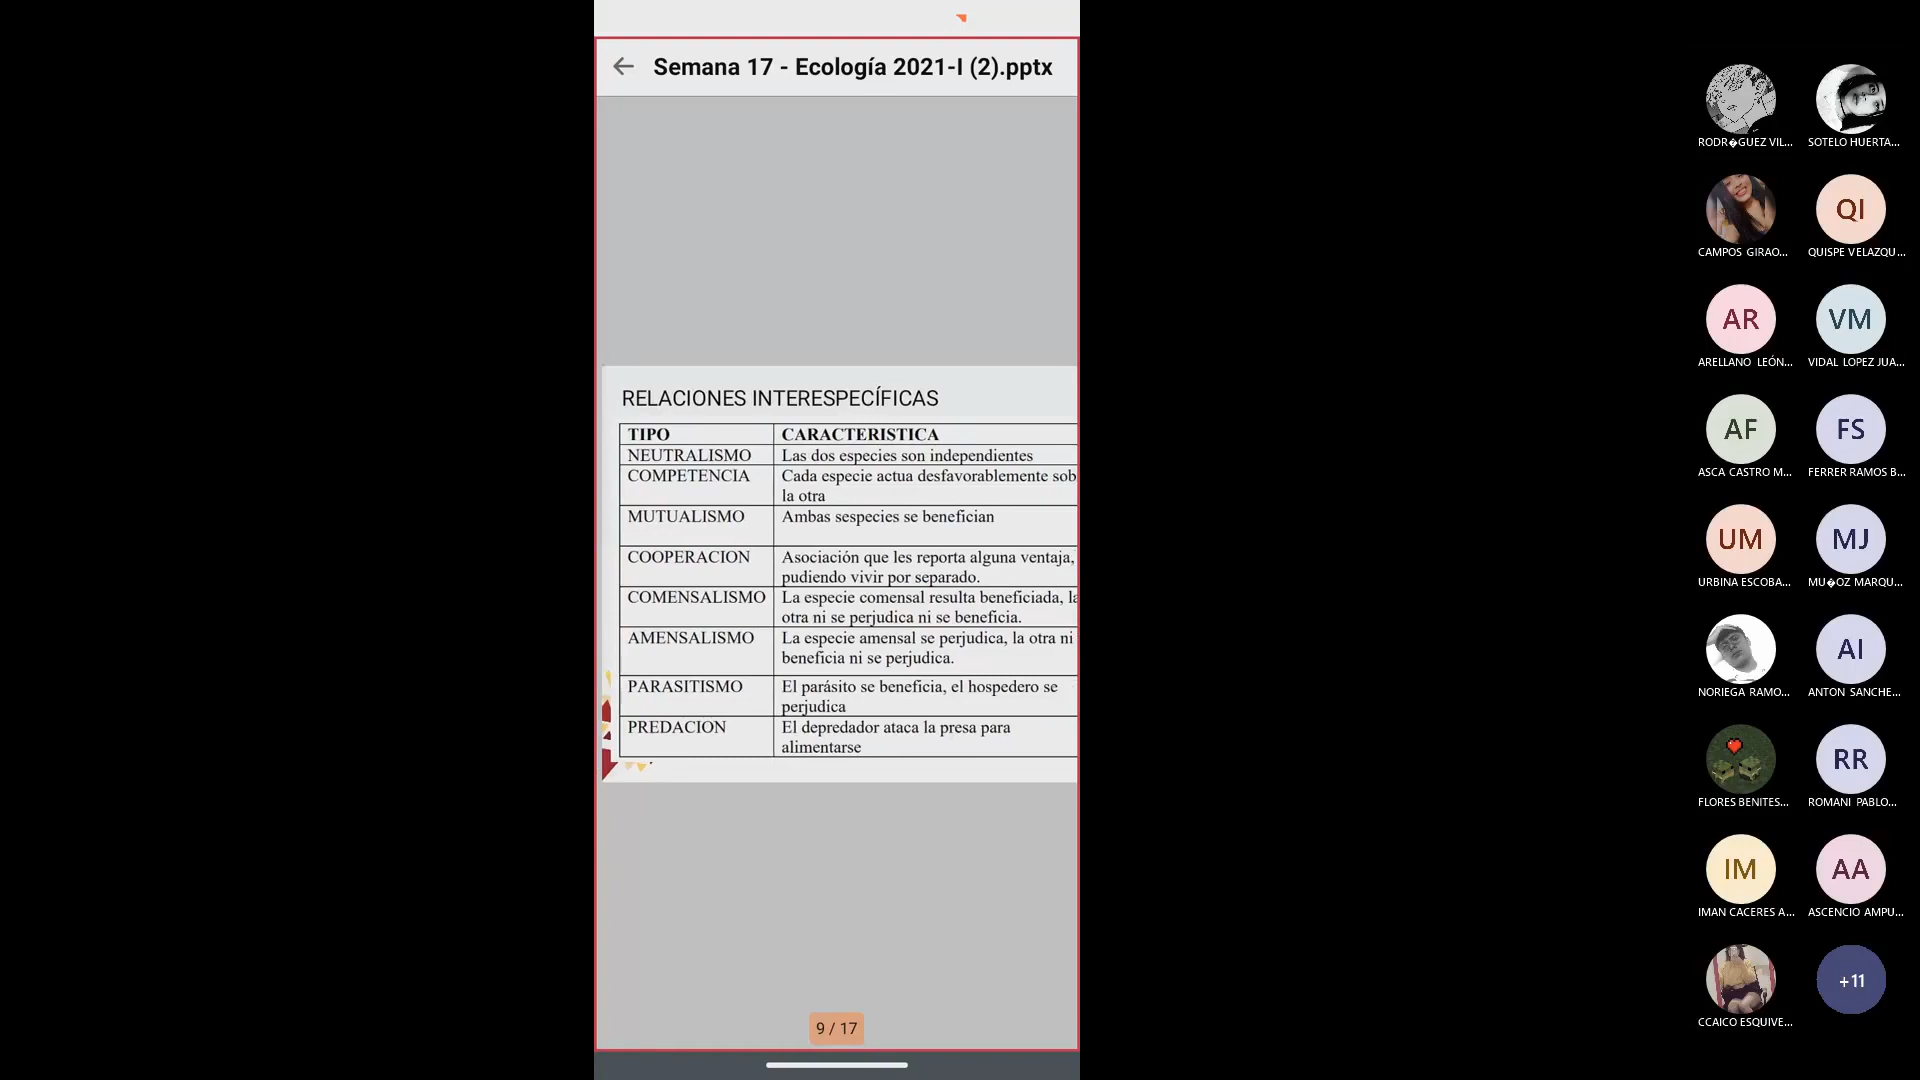 Semana 17 - Ecología 2021-I (2).pptx
RELACIONES INTERESPECÍFICAS
TIPO CARACTERISTICA
NEUTRALISMO Las dos especies son independientes
COMPETENCIA Cada especie actua desfavorablemente sob
la otra
MUTUALISMO Ambas sespecies se benefician
COOPERACION Asociación que les reporta alguna ventaja,
pudiendo vivir por separado.
COMENSALISMO La especie comensal resulta beneficiada, la
otra ni se perjudica ni se beneficia.
AMENSALISMO La especie amensal se perjudica, la otra ni
beneficia ni se perjudica.
PARASITISMO El parásito se beneficia, el hospedero se
perjudica
PREDACION El depredador ataca la presa para
alimentarse
9 / 17
RODR�GUEZ VIL... SOTELO HUERTA...
QI
CAMPOS GIRAO... QUISPE VELAZQU...
AR VM
ARELLANO LEÓN... VIDAL LOPEZ JUA...
AF FS
ASCA CASTRO M... FERRER RAMOS B...
UM MJ
URBINA ESCOBA... MU�OZ MARQU...
AI
NORIEGA RAMO... ANTON SANCHE...
RR
FLORES BENITES... ROMANI PABLO...
IM AA
IMAN CACERES A... ASCENCIO AMPU...
+11
CCAICO ESQUIVE...